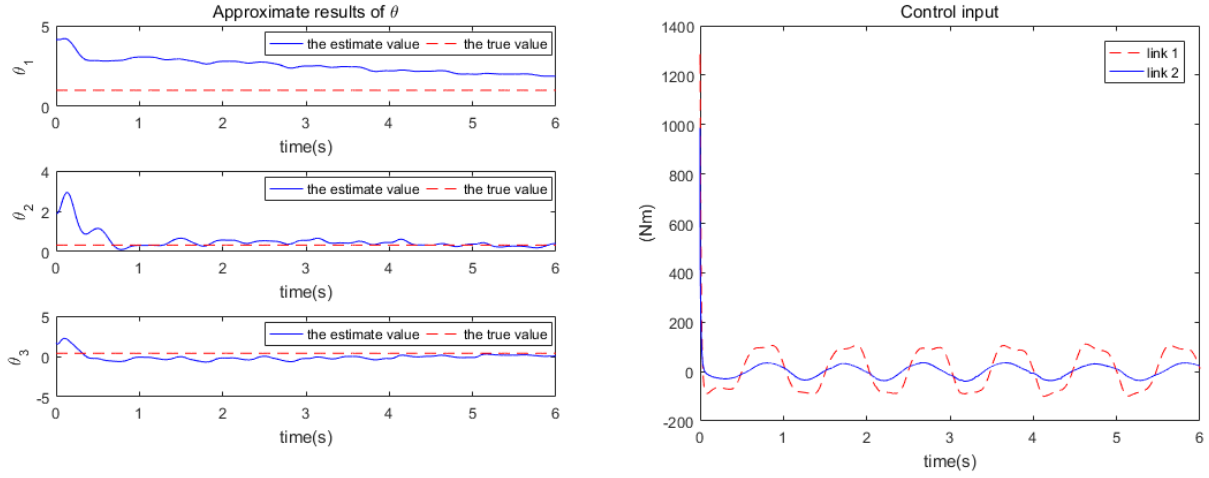 Approximate results of θ
5
the estimate value
the true value
θ1
0
0 1 2 3 4 5 6
time(s)
4
the estimate value
the true value
θ2
2
0
0 1 2 3 4 5 6
time(s)
5
the estimate value
the true value
θ3
0
-5
0 1 2 3 4 5 6
time(s)
Control input
1400
link 1
link 2
1200
1000
800
600
(Nm)
400
200
0
-200
0 1 2 3 4 5 6
time(s)